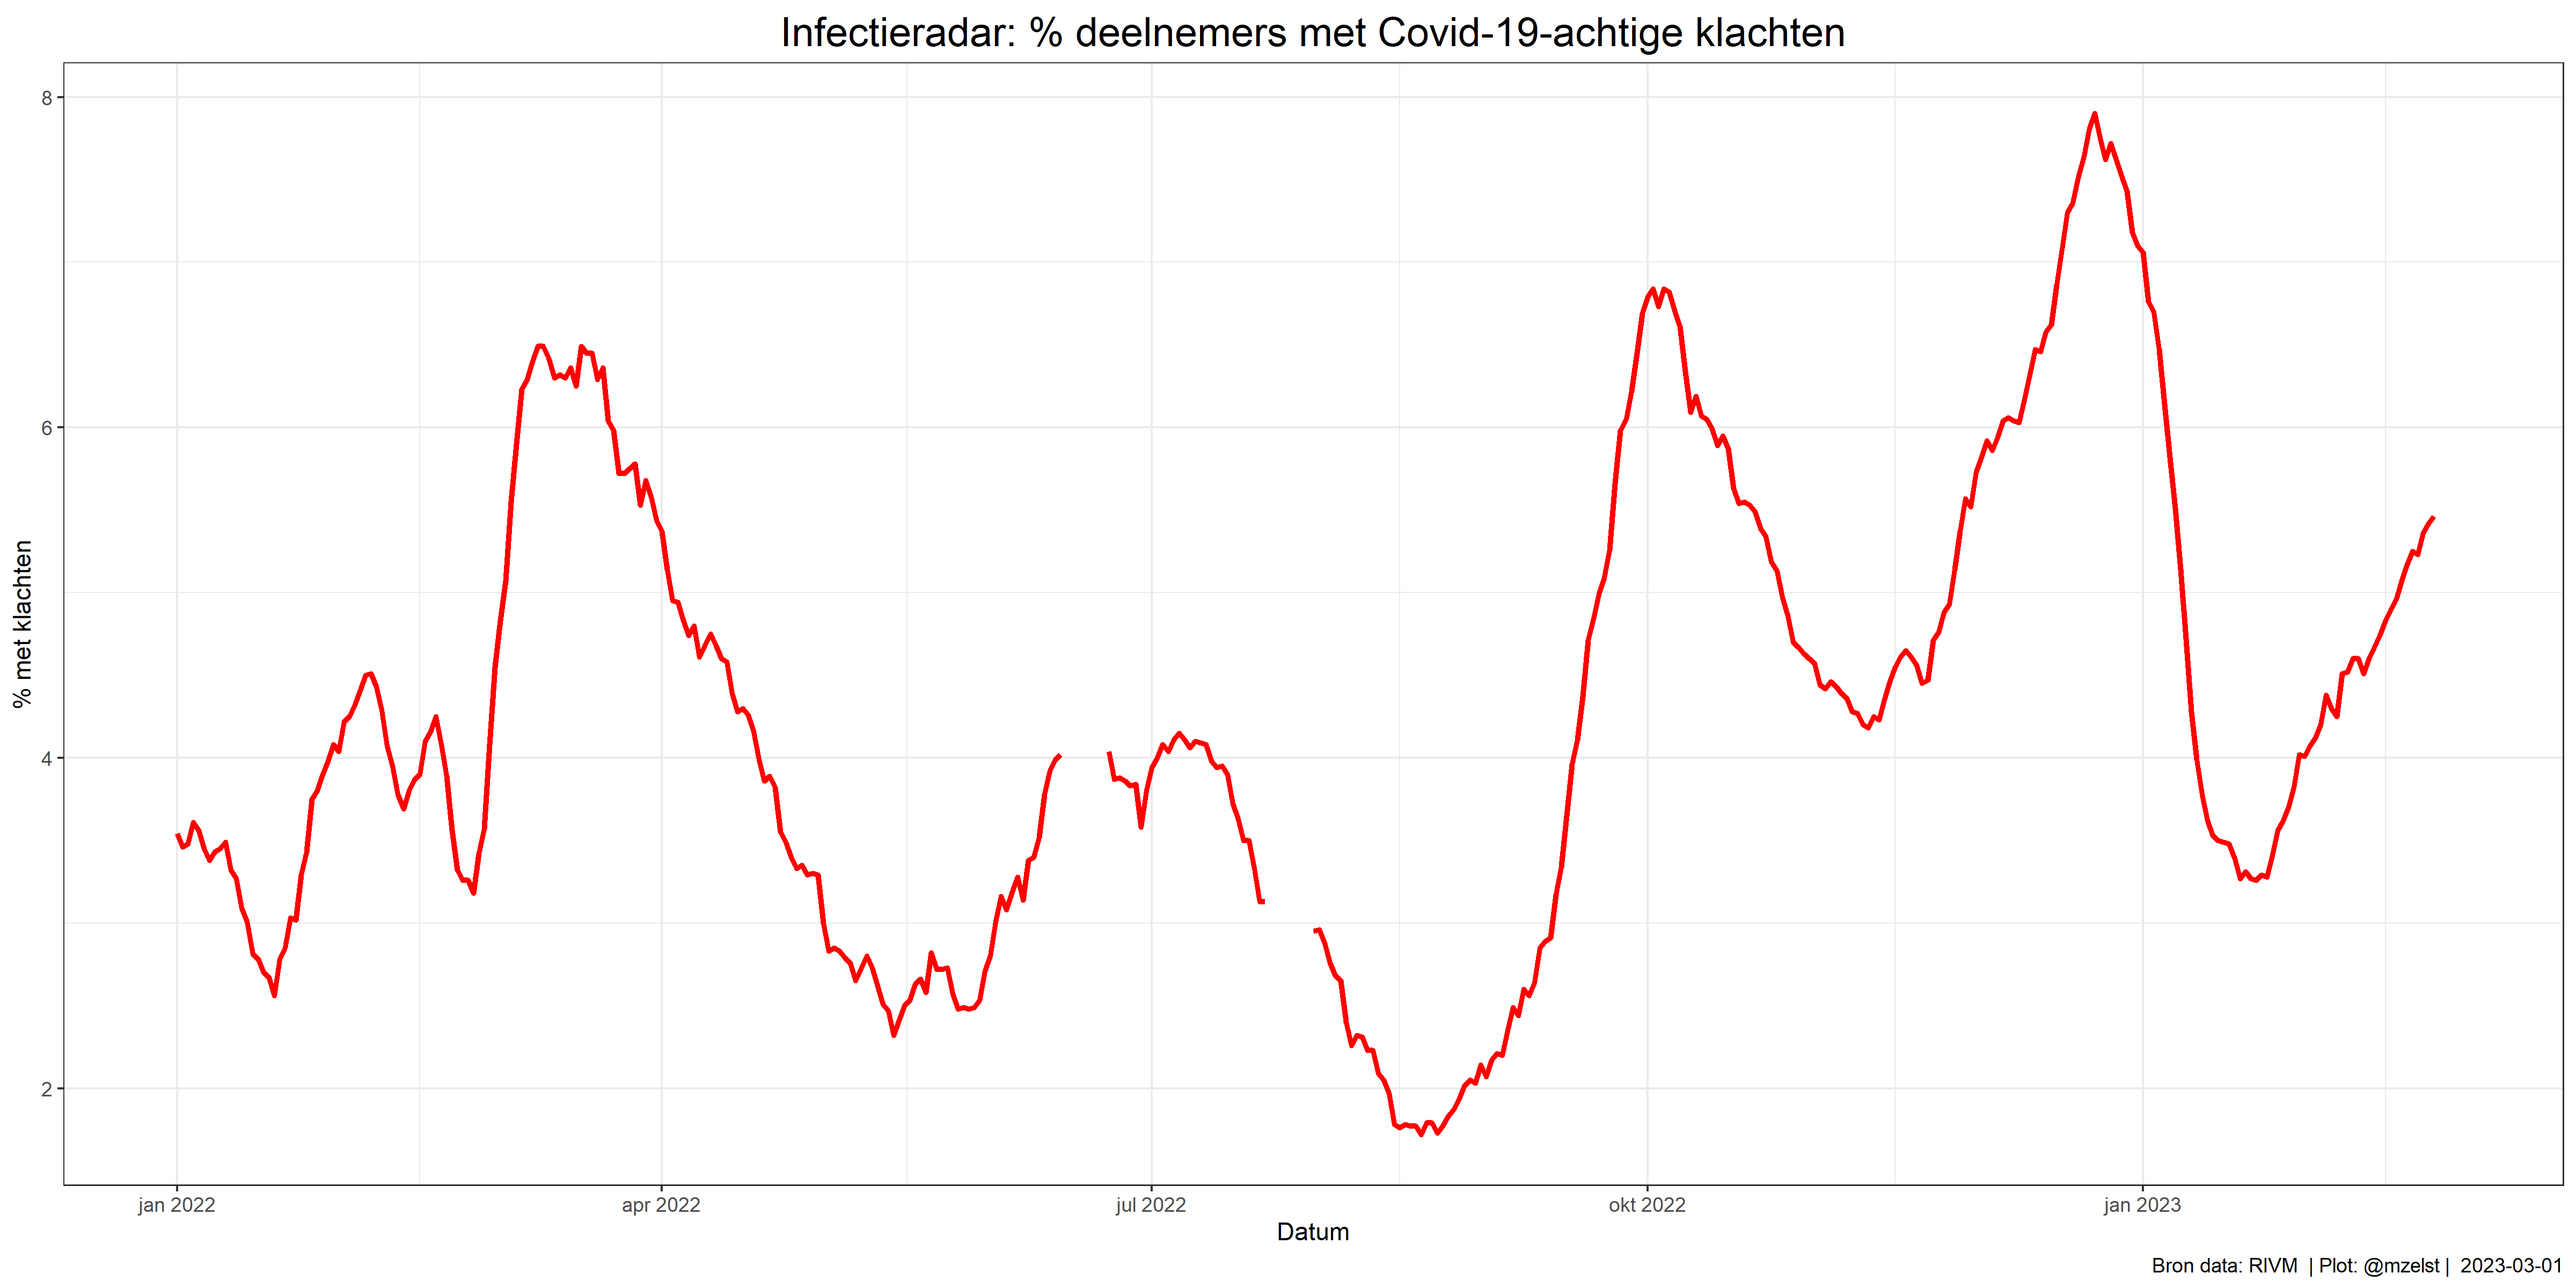 Infectieradar: % deelnemers met Covid-19-achtige klachten
% met klachten
8
6
4
2
jan 2022 apr 2022 jul 2022 okt 2022 jan 2023
Datum
Bron data: RIVM | Plot: @mzelst | 2023-03-01